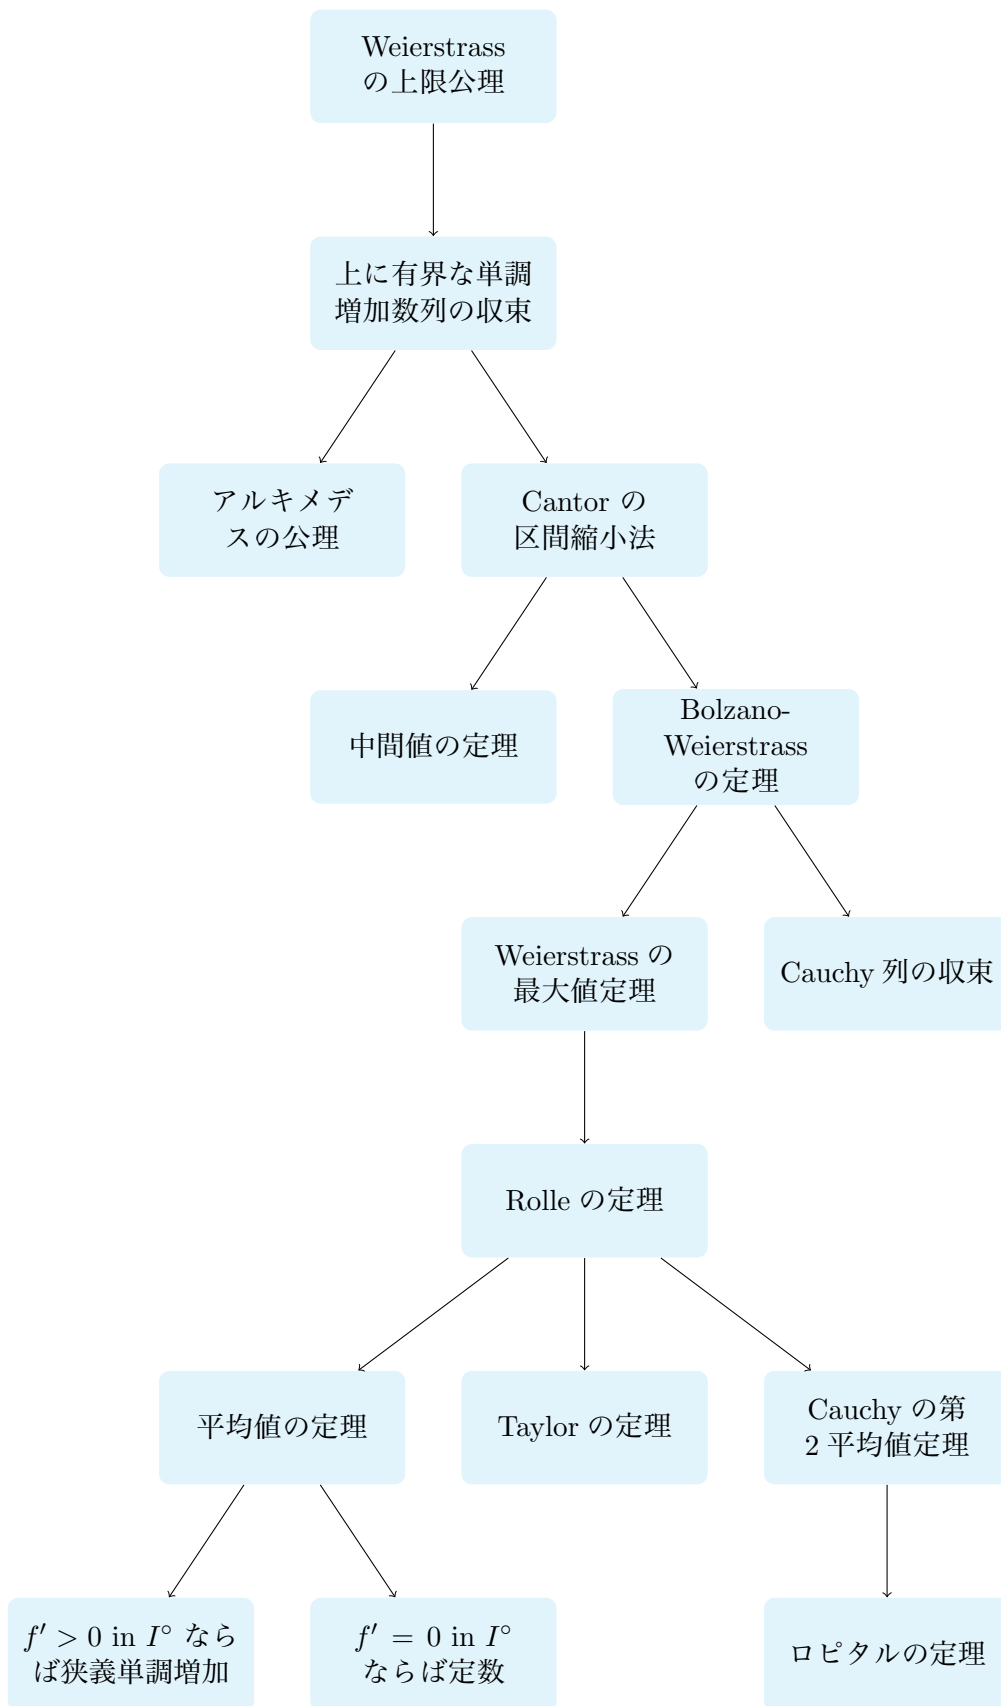 Weierstrass
の上限公理
上に有界な単調
増加数列の収束
アルキメデ
スの公理
Cantor の
区間縮小法
中間値の定理
Bolzano-
Weierstrass
の定理
Weierstrass の
最大値定理
Cauchy 列の収束
Rolle の定理
平均値の定理
Taylor の定理
Cauchy の第
2 平均値定理
f′ > 0 in I° なら
ば狭義単調増加
f′ = 0 in I°
ならば定数
ロピタルの定理